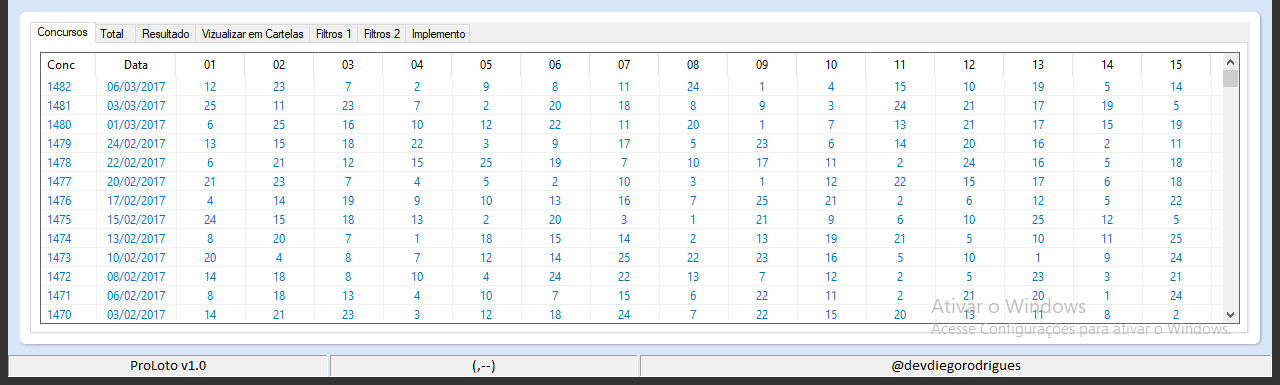 Concursos Total Resultado Vizualizar em Cartelas Filtros 1 Filtros 2 Implemento
Conc Data 01 02 03 04 05 06 07 08 09 10 11 12 13 14 15
1482 06/03/2017 12 23 7 2 9 8 11 24 1 4 15 10 19 5 14
1481 03/03/2017 25 11 23 7 2 20 18 8 9 3 24 21 17 19 5
1480 01/03/2017 6 25 16 10 12 22 11 20 1 7 13 21 17 15 19
1479 24/02/2017 13 15 18 22 3 9 17 5 23 6 14 20 16 2 11
1478 22/02/2017 6 21 12 15 25 19 7 10 17 11 2 24 16 5 18
1477 20/02/2017 21 23 7 4 5 2 10 3 1 12 22 15 17 6 18
1476 17/02/2017 4 14 19 9 10 13 16 7 25 21 2 6 12 5 22
1475 15/02/2017 24 15 18 13 2 20 3 1 21 9 6 10 25 12 5
1474 13/02/2017 8 20 7 1 18 15 14 2 13 19 21 5 10 11 25
1473 10/02/2017 20 4 8 7 12 14 25 22 23 16 5 10 1 9 24
1472 08/02/2017 14 18 8 10 4 24 22 13 7 12 2 5 23 3 21
1471 06/02/2017 8 18 13 4 10 7 15 6 22 11 2 21 20 1 24
1470 03/02/2017 14 21 23 3 12 18 24 7 22 15 20 13 11 8 2
Ativar o Windows
Acesse Configurações para ativar o Windows.
ProLoto v1.0 (,--) @devdiegorodrigues